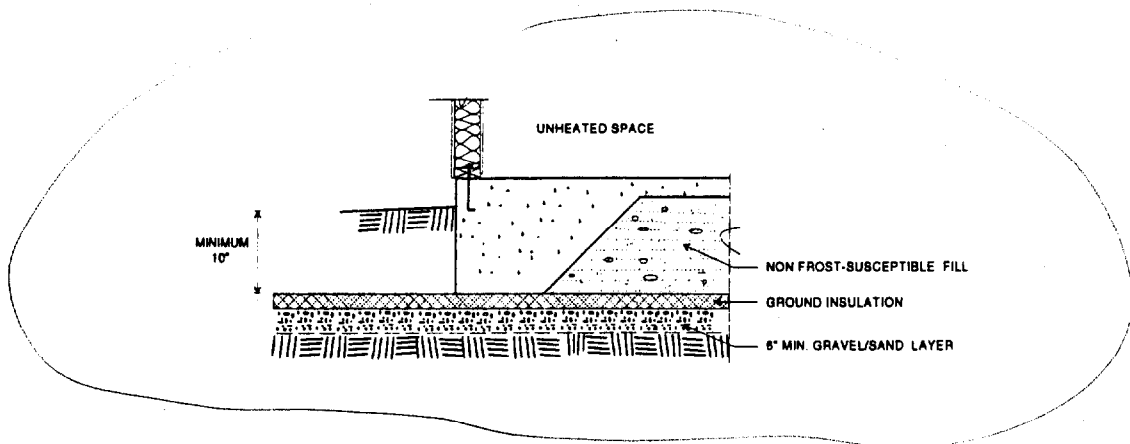 UNHEATED SPACE
MINIMUM
10"
NON FROST-SUSCEPTIBLE FILL
GROUND INSULATION
6" MIN. GRAVEL/SAND LAYER